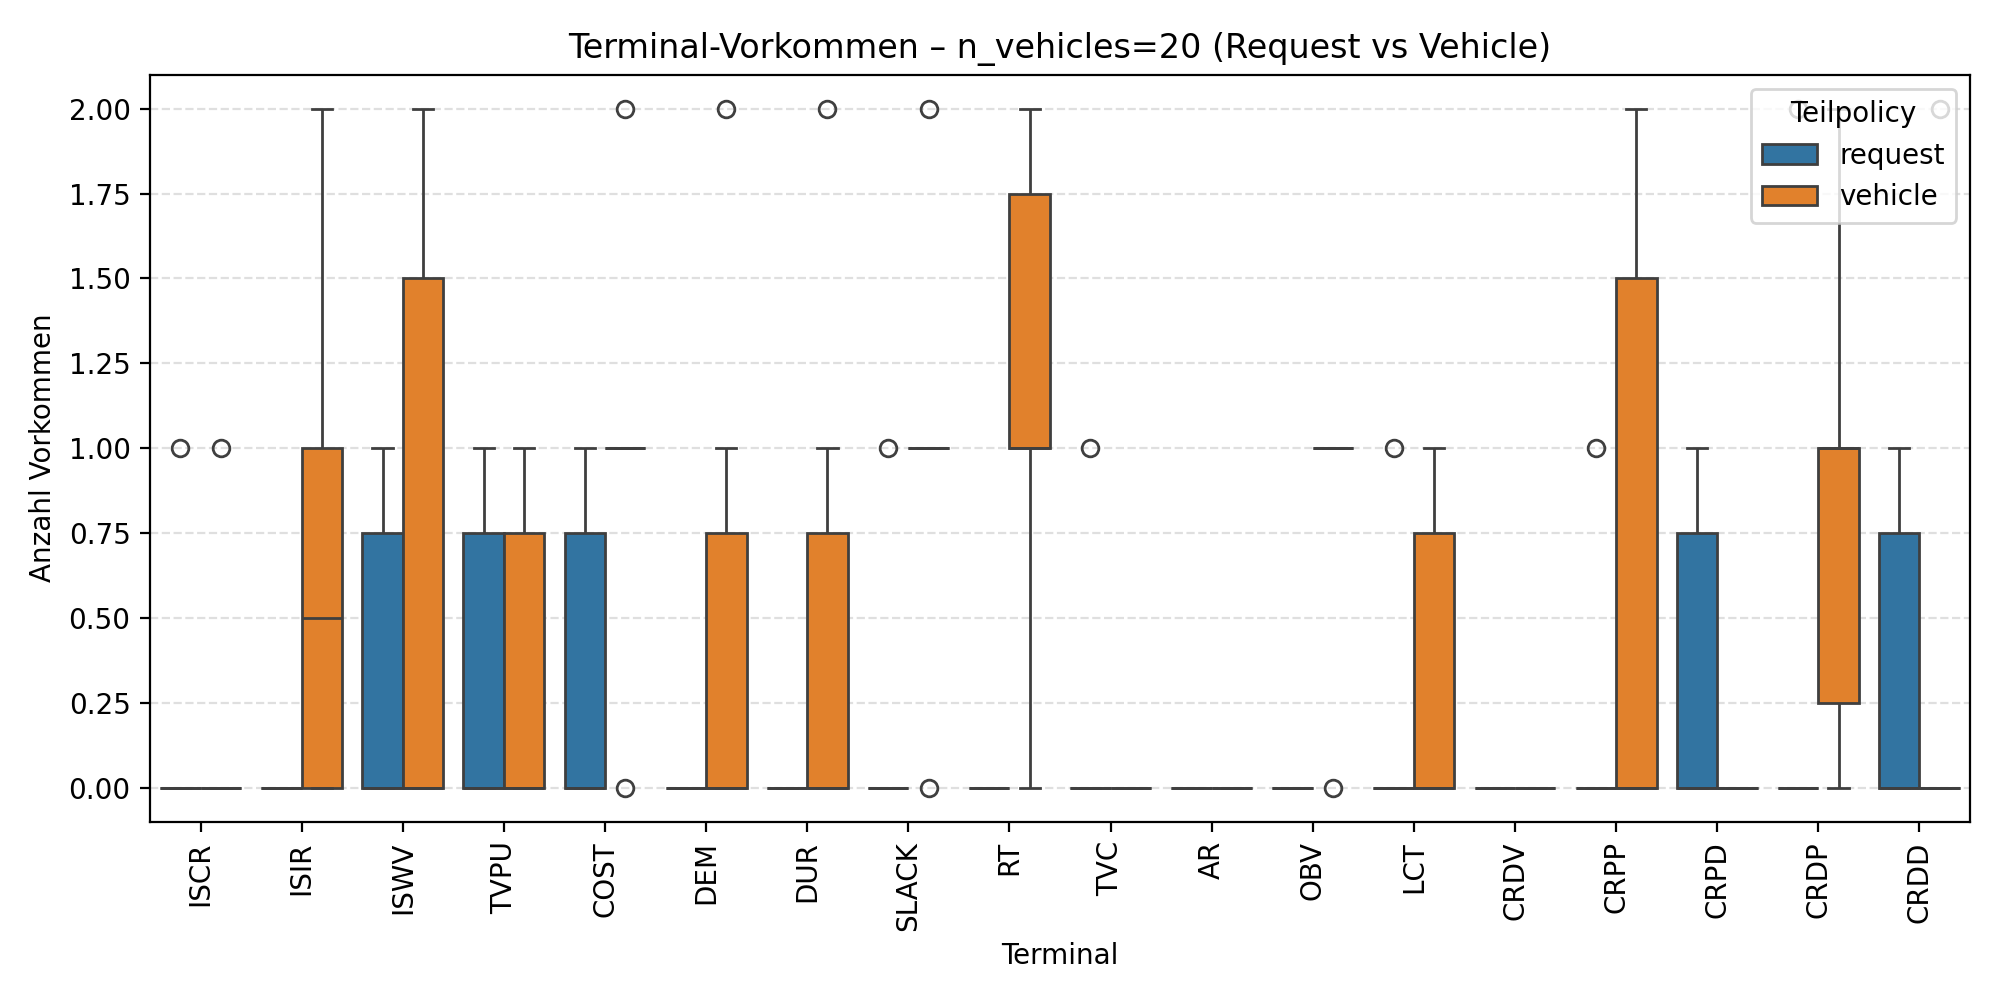 Terminal-Vorkommen – n_vehicles=20 (Request vs Vehicle)
Teilpolicy
request
vehicle
Anzahl Vorkommen
2.00
1.75
1.50
1.25
1.00
0.75
0.50
0.25
0.00
ISCR
ISIR
ISWV
TVPU
COST
DEM
DUR
SLACK
RT
TVC
AR
OBV
LCT
CRDV
CRPP
CRPD
CRDP
CRDD
Terminal